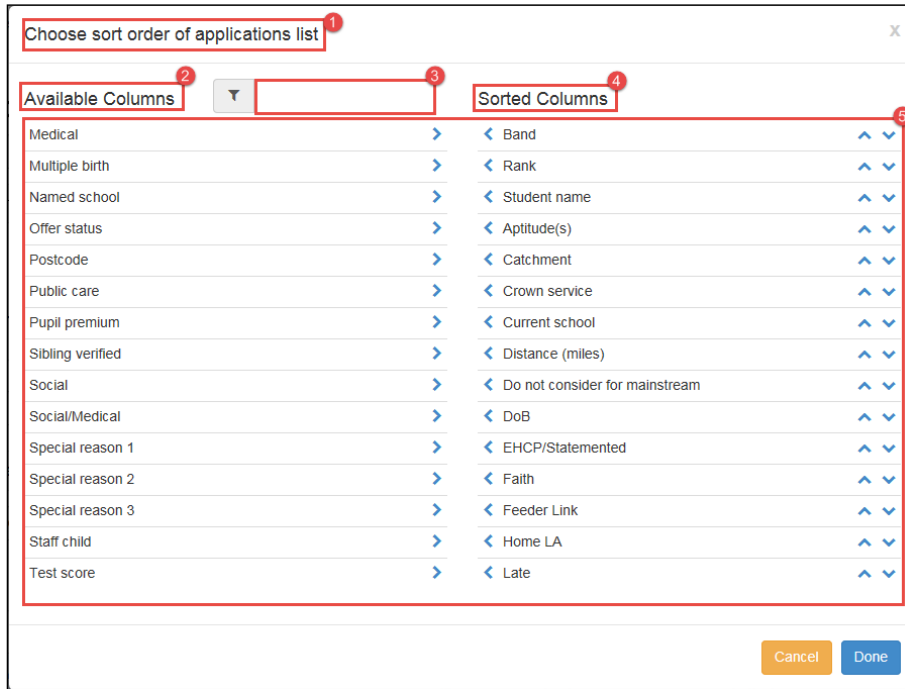 Choose sort order of applications list 1
x
Available Columns 2 3 Sorted Columns 4
5
Medical Band
Multiple birth Rank
Named school Student name
Offer status Aptitude(s)
Postcode Catchment
Public care Crown service
Pupil premium Current school
Sibling verified Distance (miles)
Social Do not consider for mainstream
Social/Medical DoB
Special reason 1 EHCP/Statemented
Special reason 2 Faith
Special reason 3 Feeder Link
Staff child Home LA
Test score Late
Cancel Done